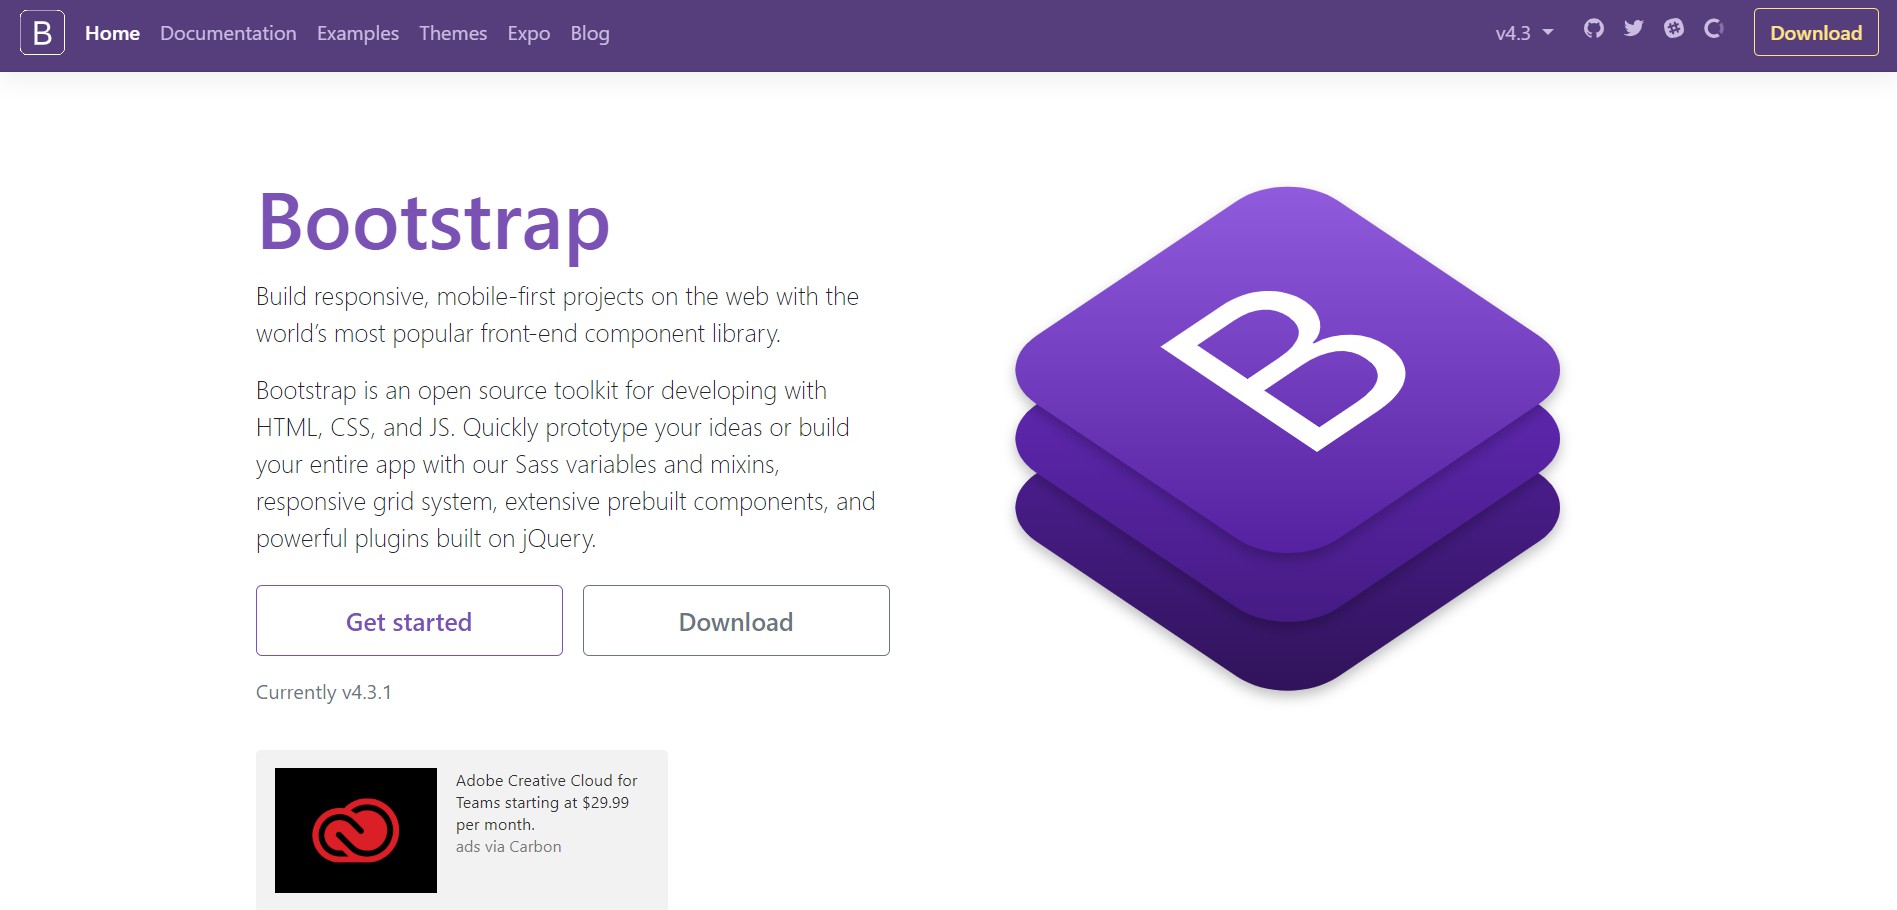 B Home Documentation Examples Themes Expo Blog v4.3 Download
Bootstrap
Build responsive, mobile-first projects on the web with the
world’s most popular front-end component library.
Bootstrap is an open source toolkit for developing with
HTML, CSS, and JS. Quickly prototype your ideas or build
your entire app with our Sass variables and mixins,
responsive grid system, extensive prebuilt components, and
powerful plugins built on jQuery.
Get started Download
Currently v4.3.1
Adobe Creative Cloud for
Teams starting at $29.99
per month.
ads via Carbon
B